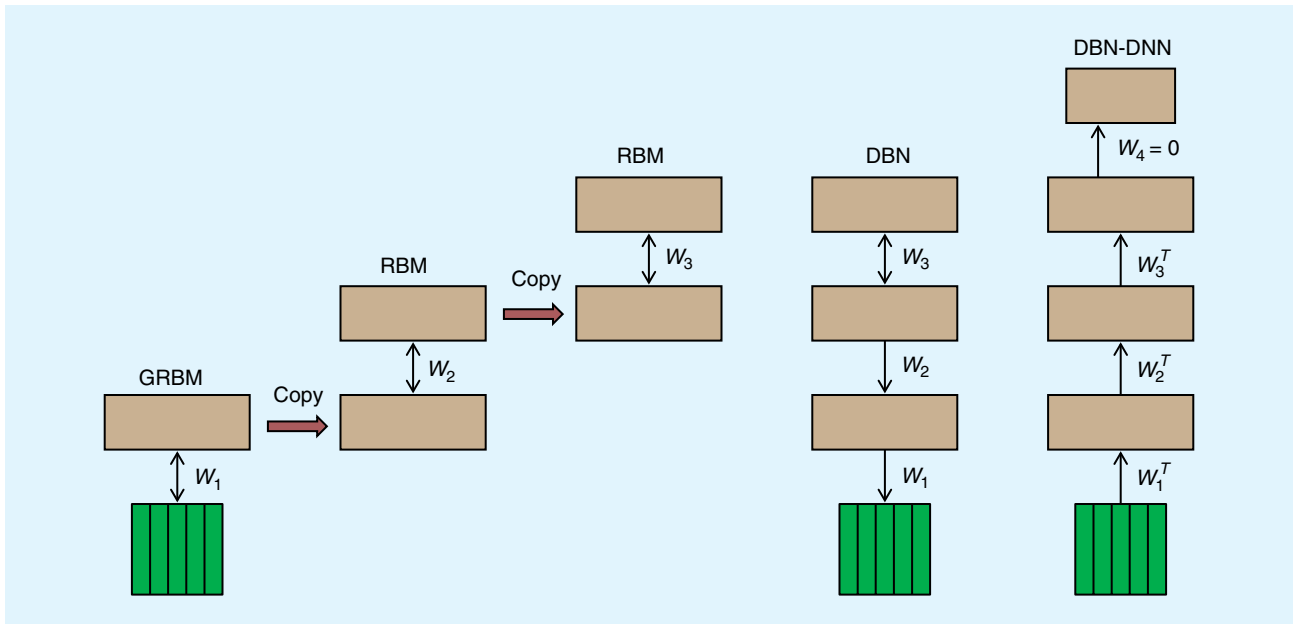 DBN-DNN
W₄ = 0
RBM
DBN
W₃
W₃
W₃ᵀ
RBM
Copy
W₂
W₂
W₂ᵀ
GRBM
Copy
W₁
W₁
W₁ᵀ